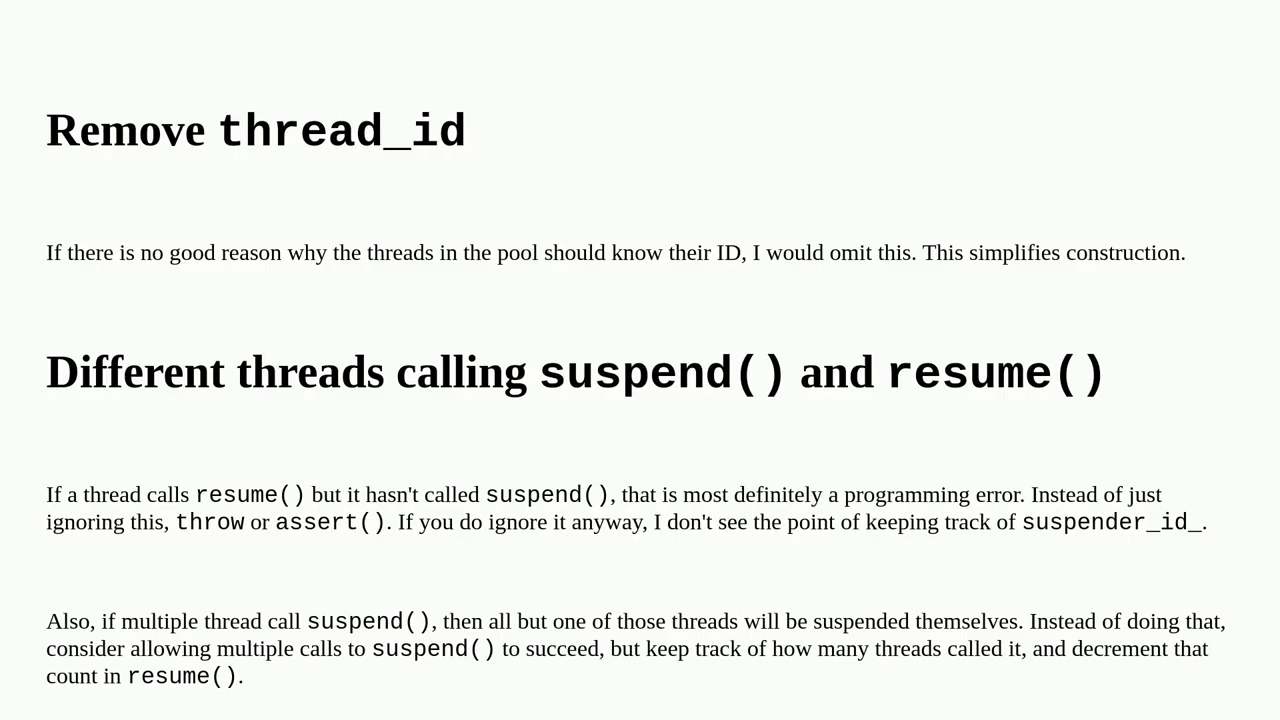 Remove thread_id
If there is no good reason why the threads in the pool should know their ID, I would omit this. This simplifies construction.
Different threads calling suspend() and resume()
If a thread calls resume() but it hasn't called suspend(), that is most definitely a programming error. Instead of just
ignoring this, throw or assert(). If you do ignore it anyway, I don't see the point of keeping track of suspender_id_.
Also, if multiple thread call suspend(), then all but one of those threads will be suspended themselves. Instead of doing that,
consider allowing multiple calls to suspend() to succeed, but keep track of how many threads called it, and decrement that
count in resume().